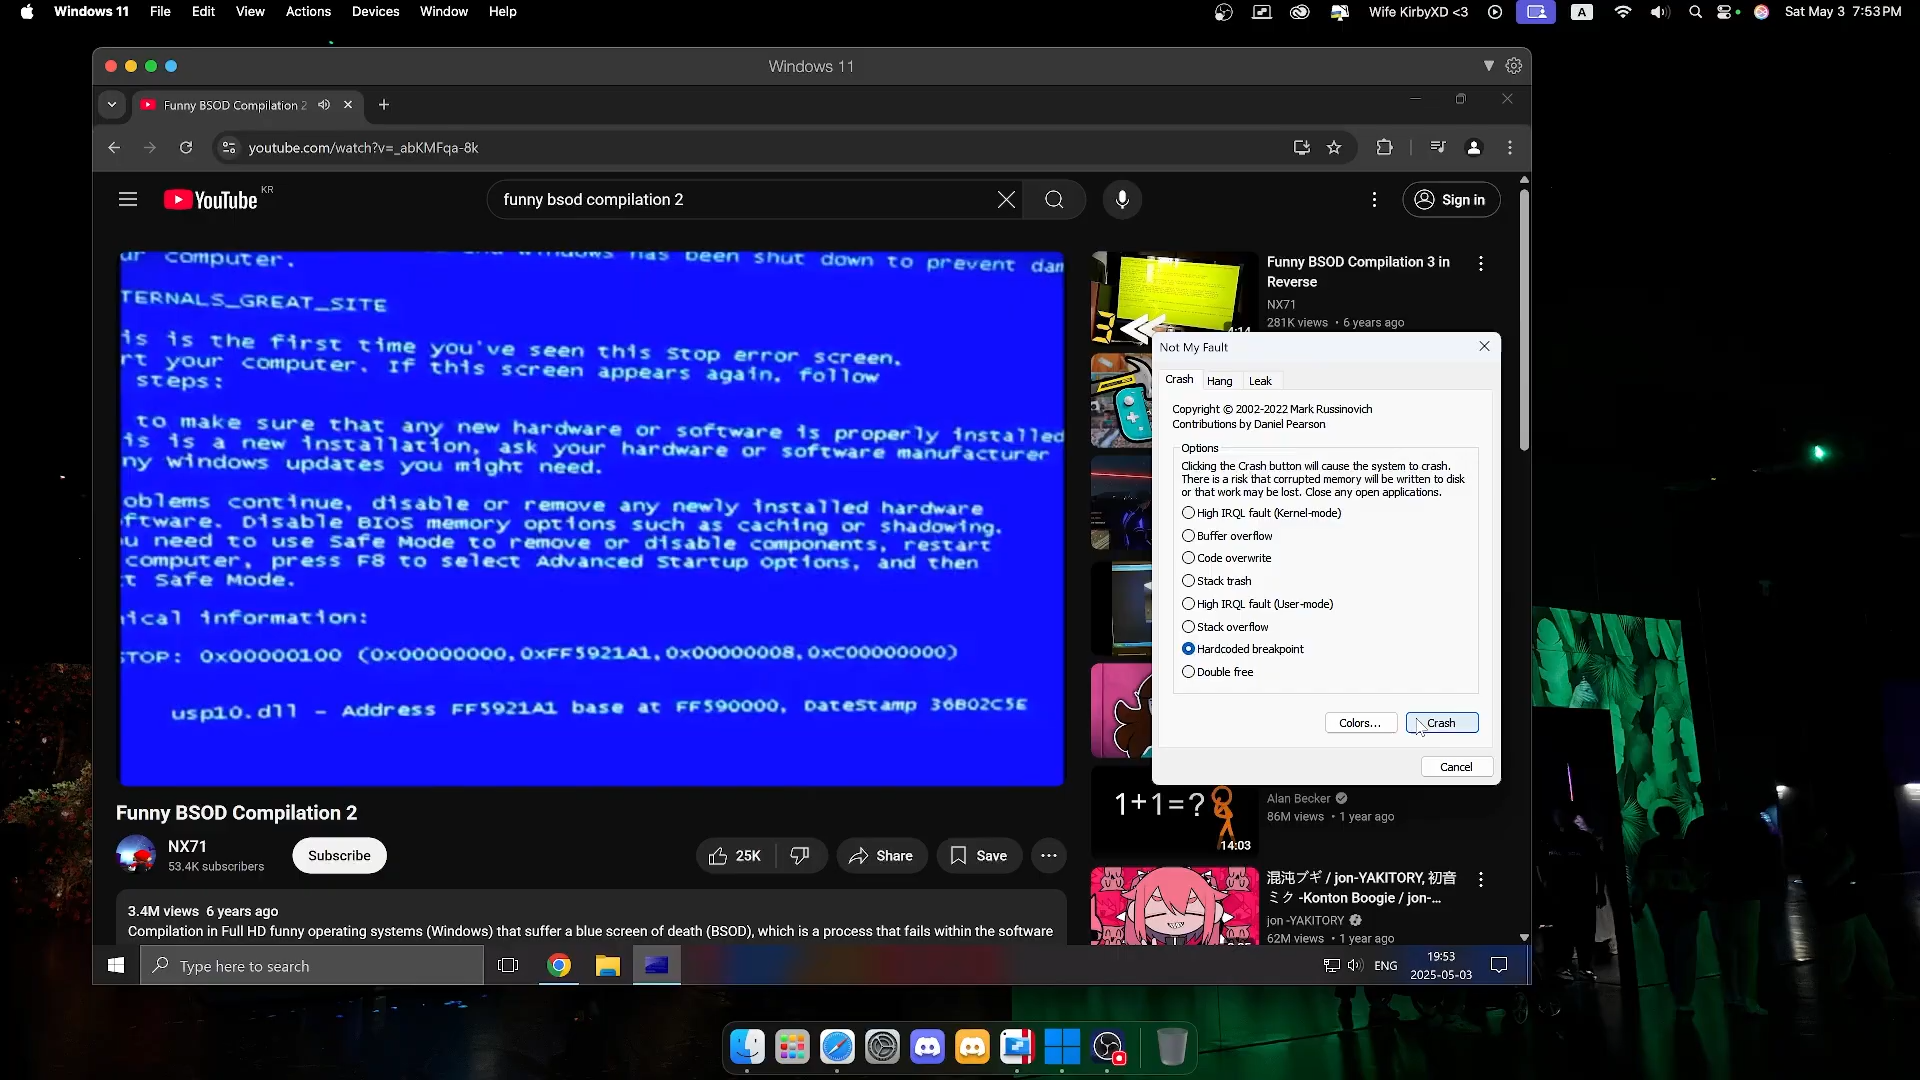 Windows 11 File Edit View Actions Devices Window Help
Wife KirbyXD <3 A Sat May 3 7:53 PM
Windows 11
Funny BSOD Compilation 2
youtube.com/watch?v=_abKMFqa-8k
YouTube KR
funny bsod compilation 2
Sign in
ur computer.
has been shut down to prevent dam
TERNALS_GREAT_SITE
is is the first time you've seen this Stop error screen.
rt your computer. If this screen appears again. follow
steps:
to make sure that any new hardware or software is properly installed
is is a new installation, ask your hardware or software manufacturer
ny windows updates you might need.
oblems continue, disable or remove any newly installed hardware
ftware. Disable BIOS memory options such as caching or shadowing.
u need to use Safe Mode to remove or disable components, restart
computer, press F8 to select Advanced Startup Options, and then
t Safe Mode.
ical information:
STOP: 0x00000100 (0x00000000,0xFF5921A1,0x00000008,0xC0000000)
usp10.dll - Address FF5921A1 base at FF590000, DateStamp 36B02C5E
Funny BSOD Compilation 2
NX71
53.4K subscribers
Subscribe
25K
Share
Save
3.4M views 6 years ago
Compilation in Full HD funny operating systems (Windows) that suffer a blue screen of death (BSOD), which is a process that fails within the software
3
4:14
Funny BSOD Compilation 3 in
Reverse
NX71
281K views • 6 years ago
Not My Fault
Crash Hang Leak
Copyright © 2002-2022 Mark Russinovich
Contributions by Daniel Pearson
Options
Clicking the Crash button will cause the system to crash.
There is a risk that corrupted memory will be written to disk
or that work may be lost. Close any open applications.
High IRQL fault (Kernel-mode)
Buffer overflow
Code overwrite
Stack trash
High IRQL fault (User-mode)
Stack overflow
Hardcoded breakpoint
Double free
Colors... Crash
Cancel
1+1=?
14:03
Alan Becker
86M views • 1 year ago
混沌ブギ / jon-YAKITORY, 初音
ミク -Konton Boogie / jon-...
jon -YAKITORY
62M views • 1 year ago
Type here to search
ENG
19:53
2025-05-03